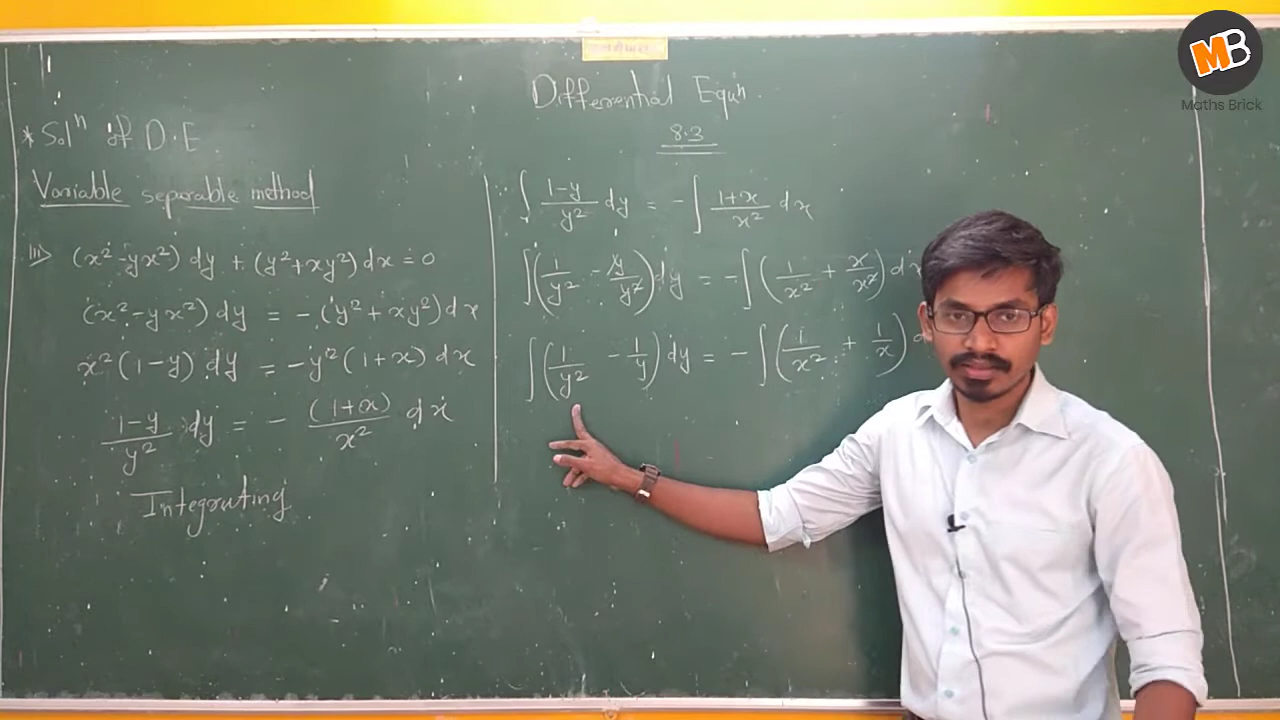 MB
Maths Brick
Differential Equn.
8.3
* Solⁿ of D.E.
Variable separable method
iii) (x²-yx²) dy + (y²+xy²) dx = 0
(x²-yx²) dy = -(y²+xy²) dx
x²(1-y) dy = -y²(1+x) dx
(1-y)/y² dy = - (1+x)/x² dx
Integrating
∫ (1-y)/y² dy = -∫ (1+x)/x² dx
∫(1/y² - y/y²) dy = -∫(1/x² + x/x²) dx
∫(1/y² - 1/y) dy = -∫(1/x² + 1/x) d